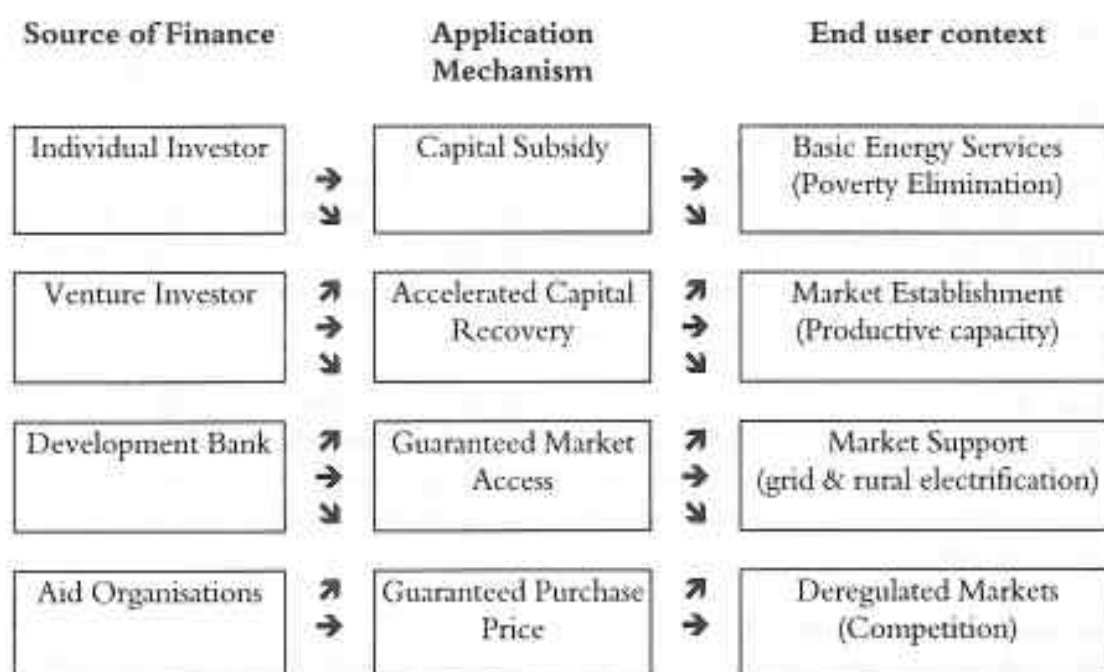 Source of Finance
Application
Mechanism
End user context
Individual Investor
Capital Subsidy
Basic Energy Services
(Poverty Elimination)
Venture Investor
Accelerated Capital
Recovery
Market Establishment
(Productive capacity)
Development Bank
Guaranteed Market
Access
Market Support
(grid & rural electrification)
Aid Organisations
Guaranteed Purchase
Price
Deregulated Markets
(Competition)